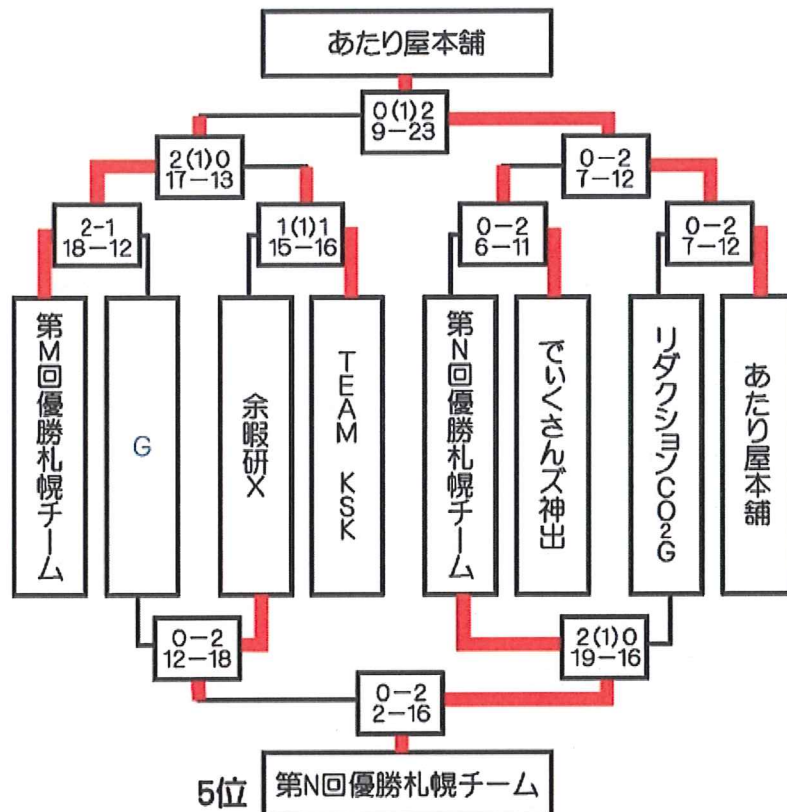 あたり屋本舗
0(1)2
9−23
2(1)0
17−13
0−2
7−12
2-1
18−12
1(1)1
15−16
0−2
6−11
0−2
7−12
第M回優勝札幌チーム
G
余暇研X
TEAM KSK
第N回優勝札幌チーム
でぃくさんズ神出
リダクションCO²G
あたり屋本舗
0−2
12−18
2(1)0
19−16
0−2
2−16
5位 第N回優勝札幌チーム